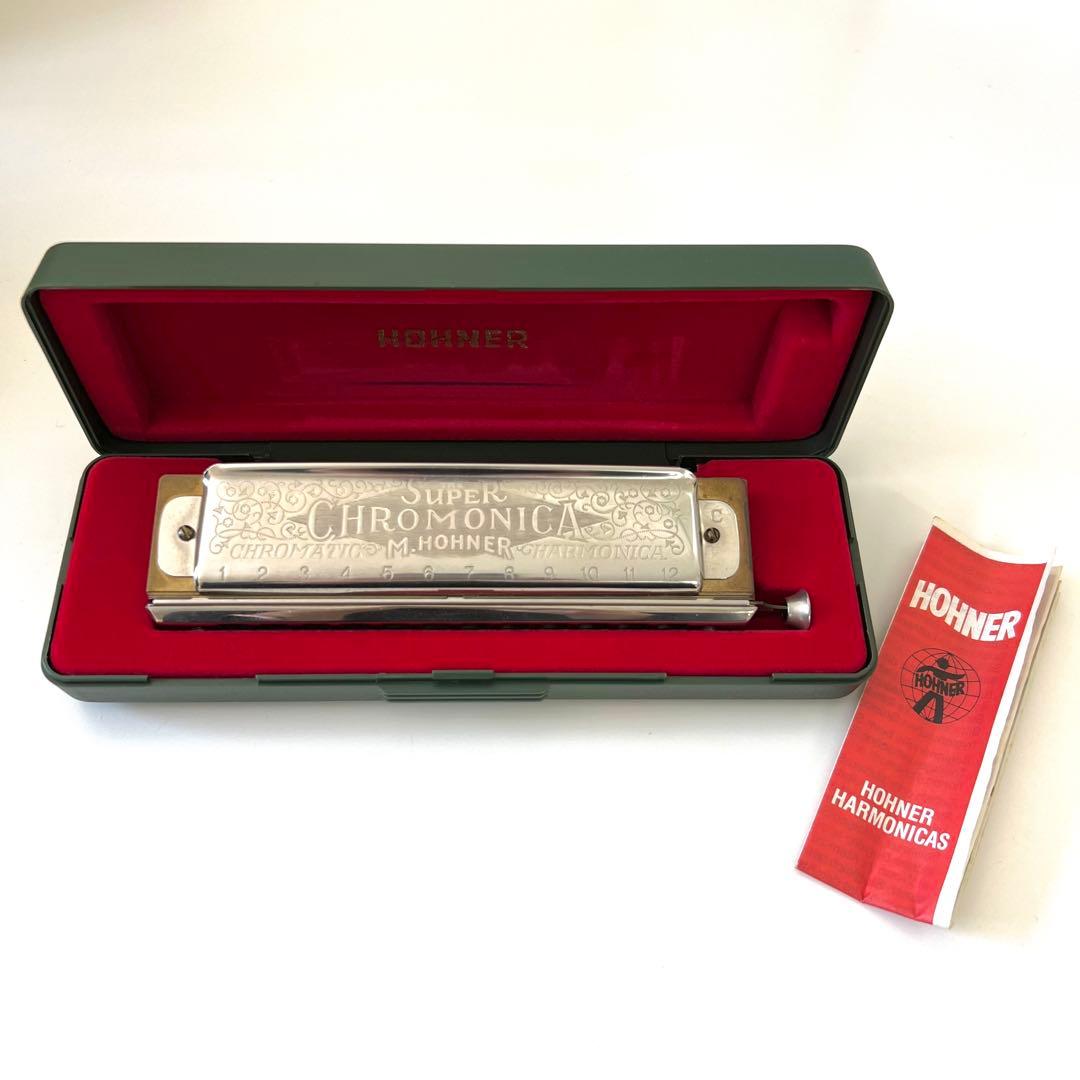 HOHNER
SUPER
CHROMONICA
CHROMATIC M. HOHNER HARMONICA
1 2 3 4 5 6 7 8 9 10 11 12
C
HOHNER
HOHNER
HOHNER
HARMONICAS